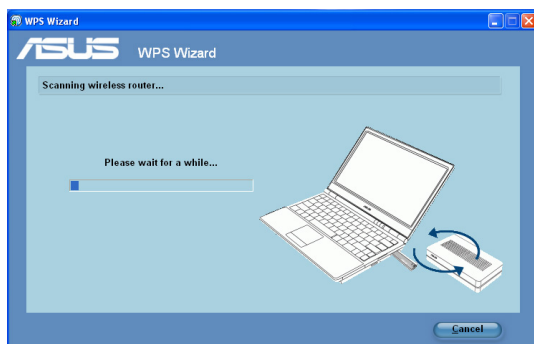 WPS Wizard
ASUS WPS Wizard
Scanning wireless router...
Please wait for a while...
Cancel